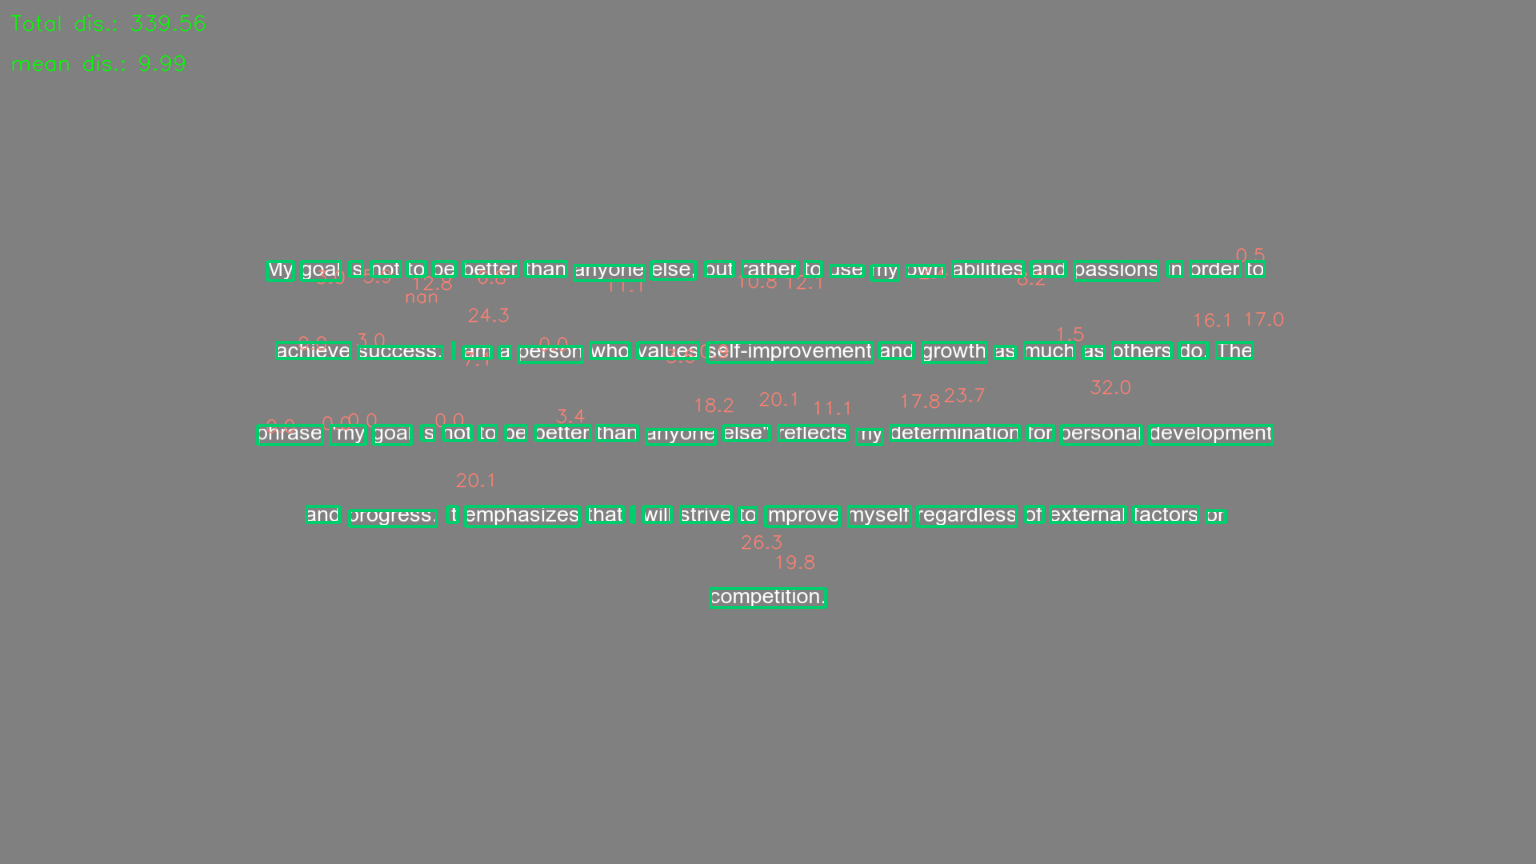 Total dis.: 339.56
mean dis.: 9.99
0.5
My goal is not to be better than anyone else, but rather to use my own abilities and passions in order to
12.8 11.1 10.8 12.1 8.2
nan
24.3 16.1 17.0
3.0 0.0 1.5
achieve success. I am a person who values self-improvement and growth as much as others do. The
7.1
18.2 20.1 11.1 17.8 23.7 32.0
0.0 0.0 0.0 3.4
phrase "my goal is not to be better than anyone else" reflects my determination for personal development
20.1
and progress. It emphasizes that I will strive to improve myself regardless of external factors or
26.3
19.8
competition.